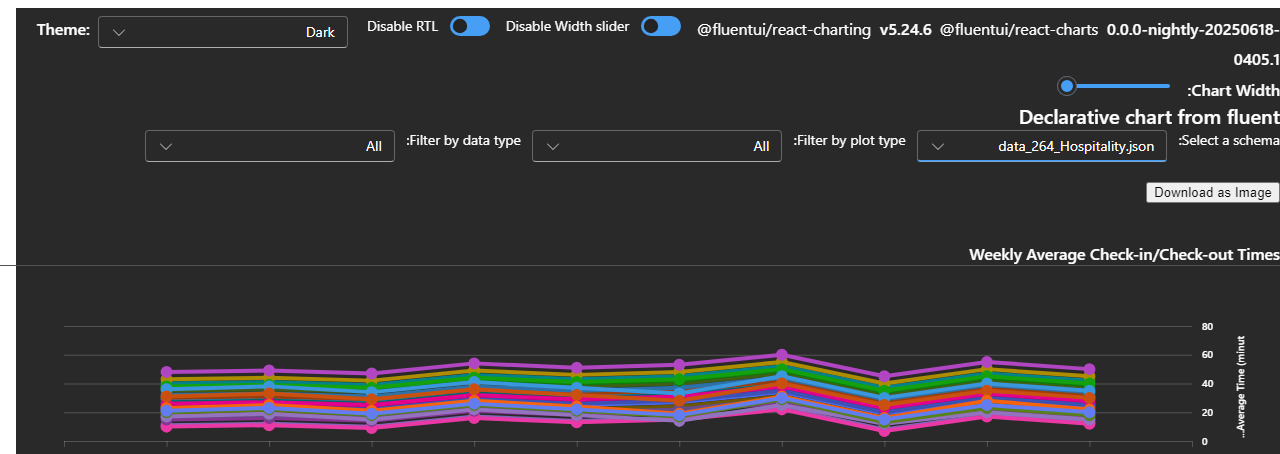 Theme: Dark Disable RTL Disable Width slider @fluentui/react-charting v5.24.6 @fluentui/react-charts 0.0.0-nightly-20250618-
0405.1
:Chart Width
Declarative chart from fluent
:Select a schema data_264_Hospitality.json :Filter by plot type All :Filter by data type All
Download as Image
Weekly Average Check-in/Check-out Times
80
60
40
20
0
...Average Time (minut